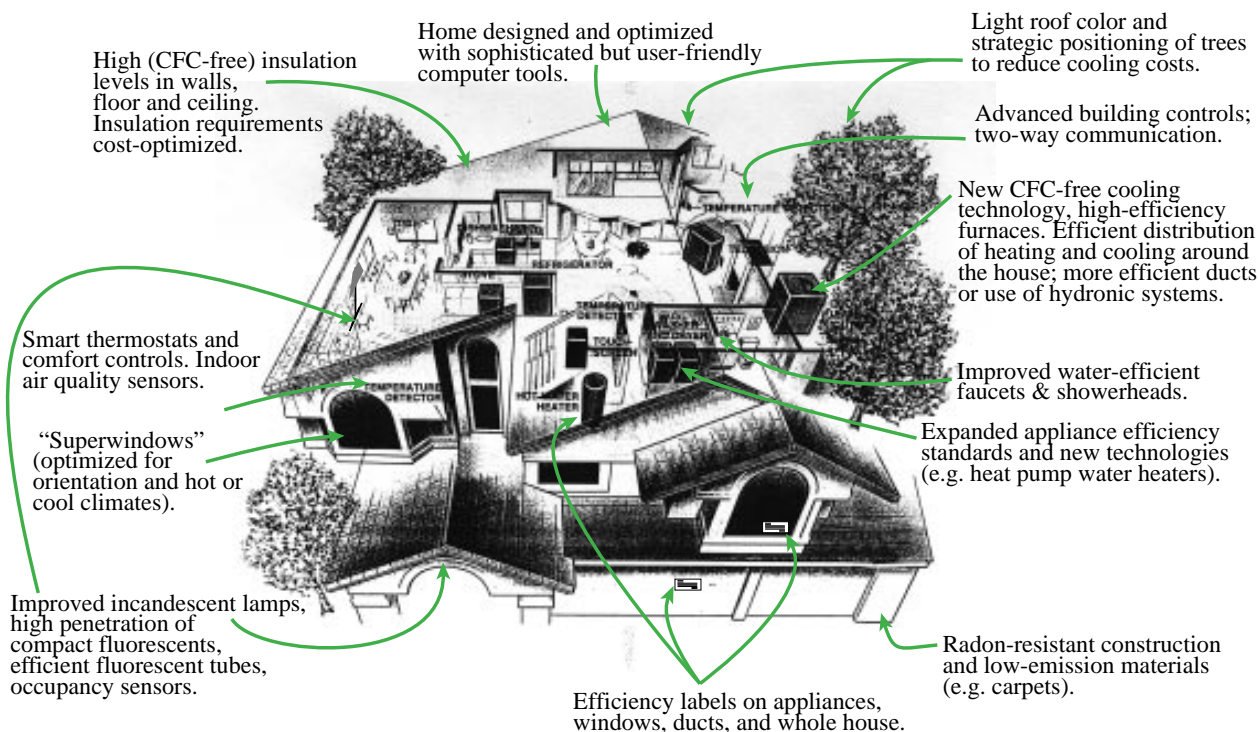 High (CFC-free) insulation
levels in walls,
floor and ceiling.
Insulation requirements
cost-optimized.
Home designed and optimized
with sophisticated but user-friendly
computer tools.
Light roof color and
strategic positioning of trees
to reduce cooling costs.
Advanced building controls;
two-way communication.
New CFC-free cooling
technology, high-efficiency
furnaces. Efficient distribution
of heating and cooling around
the house; more efficient ducts
or use of hydronic systems.
TEMPERATURE DETECTOR
REFRIGERATOR
TEMPERATURE
DETECTOR
Smart thermostats and
comfort controls. Indoor
air quality sensors.
TEMPERATURE
DETECTOR
HOT WATER
HEATER
Improved water-efficient
faucets & showerheads.
“Superwindows”
(optimized for
orientation and hot or
cool climates).
Expanded appliance efficiency
standards and new technologies
(e.g. heat pump water heaters).
Improved incandescent lamps,
high penetration of
compact fluorescents,
efficient fluorescent tubes,
occupancy sensors.
Efficiency labels on appliances,
windows, ducts, and whole house.
Radon-resistant construction
and low-emission materials
(e.g. carpets).